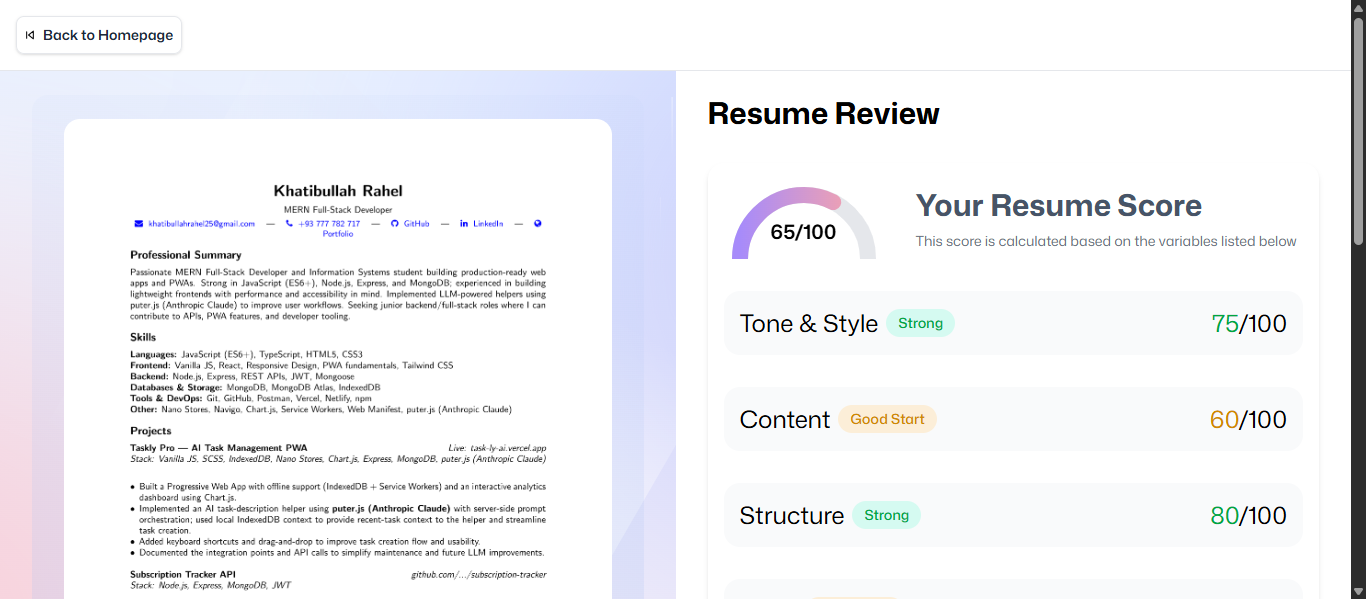 Back to Homepage
Khatibullah Rahel
MERN Full-Stack Developer
khatibullahrahel25@gmail.com — +93 777 782 717 — GitHub — LinkedIn —
Portfolio
Professional Summary
Passionate MERN Full-Stack Developer and Information Systems student building production-ready web
apps and PWAs. Strong in JavaScript (ES6+), Node.js, Express, and MongoDB; experienced in building
lightweight frontends with performance and accessibility in mind. Implemented LLM-powered helpers using
puter.js (Anthropic Claude) to improve user workflows. Seeking junior backend/full-stack roles where I can
contribute to APIs, PWA features, and developer tooling.
Skills
Languages: JavaScript (ES6+), TypeScript, HTML5, CSS3
Frontend: Vanilla JS, React, Responsive Design, PWA fundamentals, Tailwind CSS
Backend: Node.js, Express, REST APIs, JWT, Mongoose
Databases & Storage: MongoDB, MongoDB Atlas, IndexedDB
Tools & DevOps: Git, GitHub, Postman, Vercel, Netlify, npm
Other: Nano Stores, Navigo, Chart.js, Service Workers, Web Manifest, puter.js (Anthropic Claude)
Projects
Taskly Pro — AI Task Management PWA Live: task-ly-ai.vercel.app
Stack: Vanilla JS, SCSS, IndexedDB, Nano Stores, Chart.js, Express, MongoDB, puter.js (Anthropic Claude)
• Built a Progressive Web App with offline support (IndexedDB + Service Workers) and an interactive analytics
dashboard using Chart.js.
• Implemented an AI task-description helper using puter.js (Anthropic Claude) with server-side prompt
orchestration; used local IndexedDB context to provide recent-task context to the helper and streamline
task creation.
• Added keyboard shortcuts and drag-and-drop to improve task creation flow and usability.
• Documented the integration points and API calls to simplify maintenance and future LLM improvements.
Subscription Tracker API github.com/.../subscription-tracker
Stack: Node.js, Express, MongoDB, JWT
Resume Review
65/100
Your Resume Score
This score is calculated based on the variables listed below
Tone & Style Strong 75/100
Content Good Start 60/100
Structure Strong 80/100